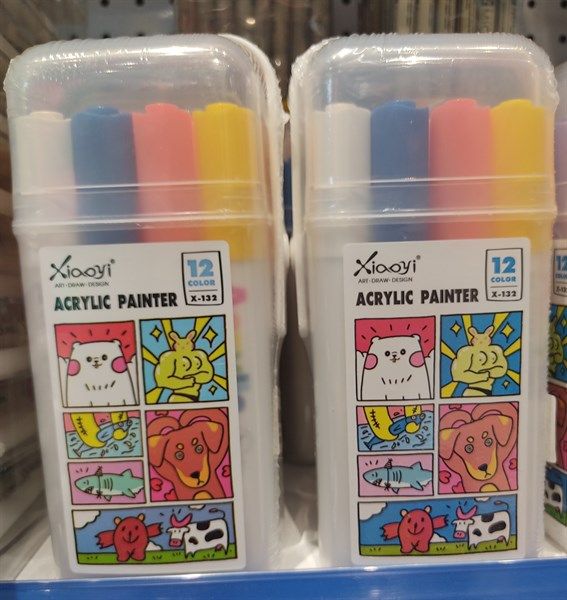 Xiaoyi
ART·DRAW·DESIGN
12
COLOR
X-132
ACRYLIC PAINTER
Xiaoyi
ART·DRAW·DESIGN
12
COLOR
X-132
ACRYLIC PAINTER